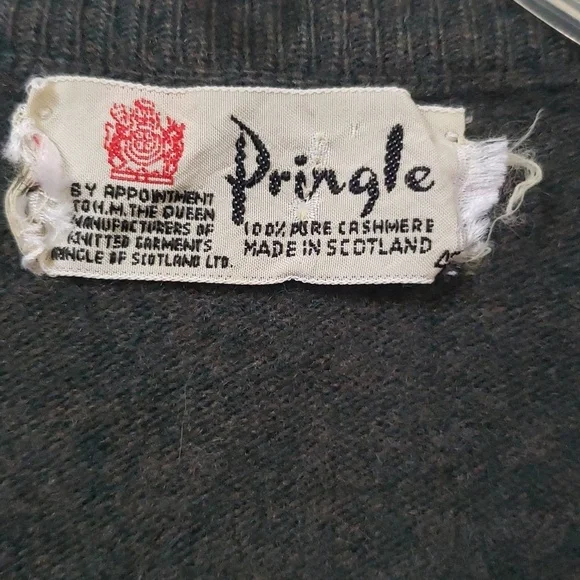 BY APPOINTMENT
TO H.M. THE QUEEN
MANUFACTURERS OF
KNITTED GARMENTS
RINGLE OF SCOTLAND LTD.
Pringle
100% PURE CASHMERE
MADE IN SCOTLAND